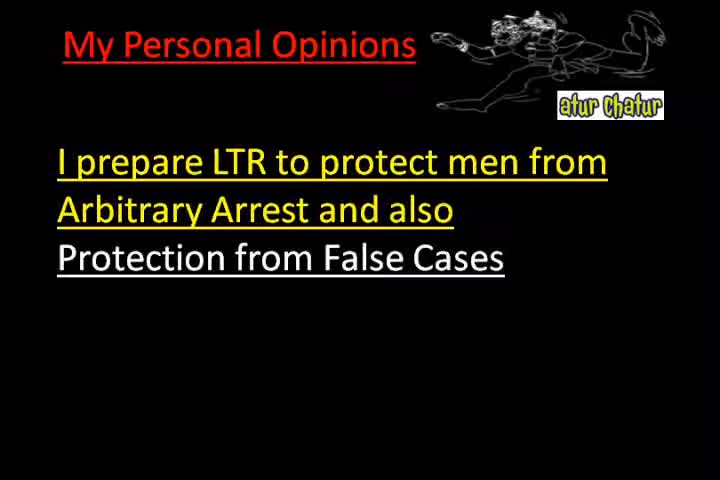 My Personal Opinions
atur chatur
I prepare LTR to protect men from
Arbitrary Arrest and also
Protection from False Cases